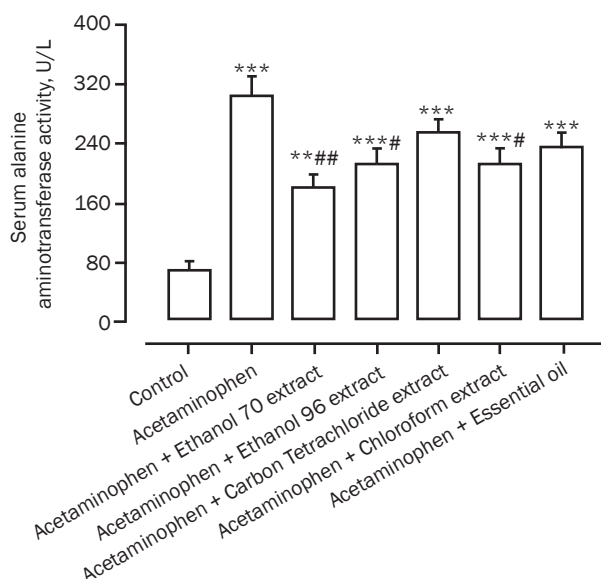 Serum alanine
aminotransferase activity, U/L
400
320
240
160
80
0
***
**##
***#
***
***#
***
Control
Acetaminophen
Acetaminophen + Ethanol 70 extract
Acetaminophen + Ethanol 96 extract
Acetaminophen + Carbon Tetrachloride extract
Acetaminophen + Chloroform extract
Acetaminophen + Essential oil